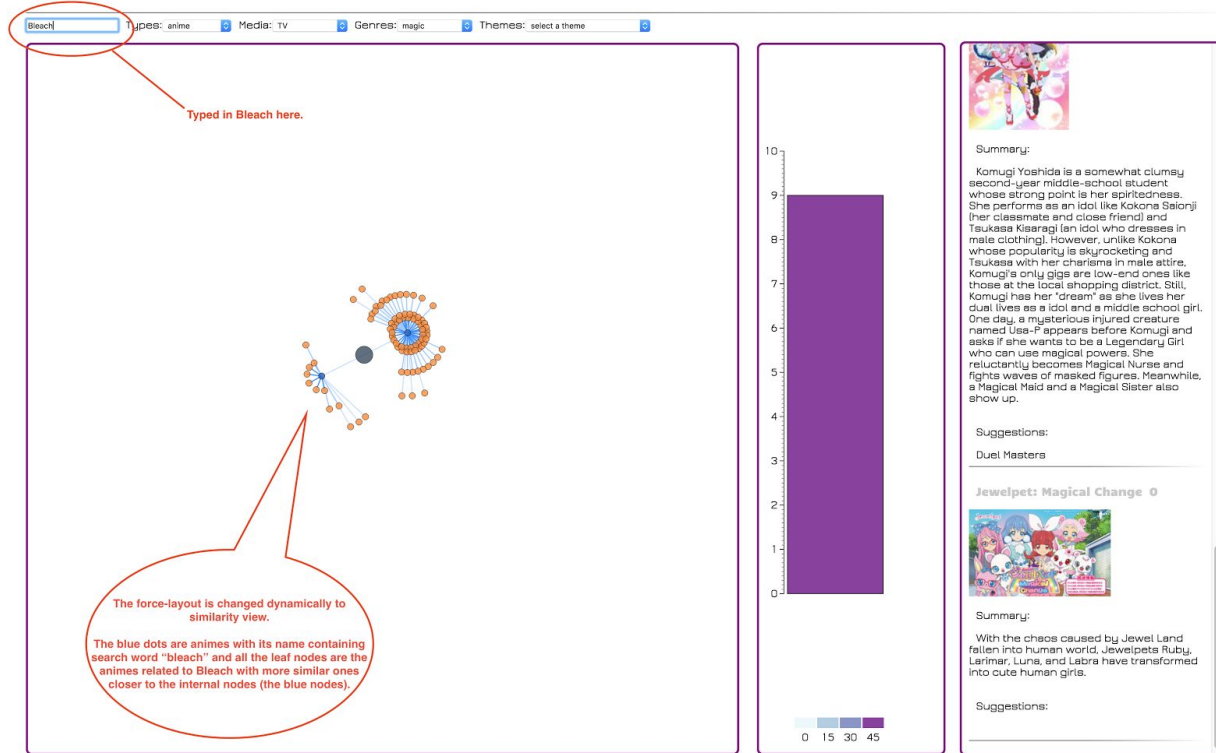 Bleach
Types: anime Media: TV Genres: magic Themes: select a theme
Typed in Bleach here.
The force-layout is changed dynamically to
similarity view.
The blue dots are animes with its name containing
search word “bleach” and all the leaf nodes are the
animes related to Bleach with more similar ones
closer to the internal nodes (the blue nodes).
10
9
8
7
6
5
4
3
2
1
0
0 15 30 45
Summary:
Komugi Yoshida is a somewhat clumsy
second-year middle-school student
whose strong point is her spiritedness.
She performs as an idol like Kokona Saionji
(her classmate and close friend) and
Tsukasa Kisaragi (an idol who dresses in
male clothing). However, unlike Kokona
whose popularity is skyrocketing and
Tsukasa with her charisma in male attire,
Komugi's only gigs are low-end ones like
those at the local shopping district. Still,
Komugi has her "dream" as she lives her
dual lives as a idol and a middle school girl.
One day, a mysterious injured creature
named Usa-P appears before Komugi and
asks if she wants to be a Legendary Girl
who can use magical powers. She
reluctantly becomes Magical Nurse and
fights waves of masked figures. Meanwhile,
a Magical Maid and a Magical Sister also
show up.
Suggestions:
Duel Masters
Jewelpet: Magical Change 0
Summary:
With the chaos caused by Jewel Land
fallen into human world, Jewelpets Ruby,
Larimar, Luna, and Labra have transformed
into cute human girls.
Suggestions: